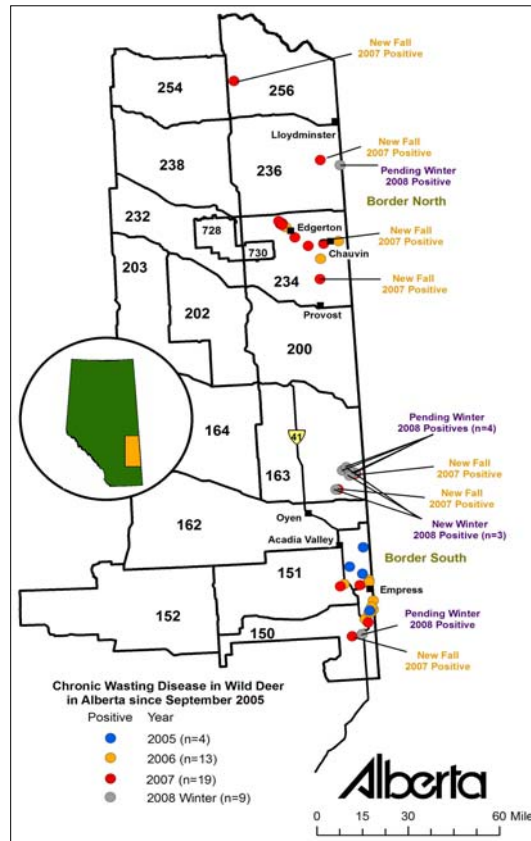 New Fall
2007 Positive
254
256
Lloydminster
New Fall
2007 Positive
238
236
Pending Winter
2008 Positive
Border North
232
728
Edgerton
New Fall
2007 Positive
730
Chauvin
203
234
New Fall
2007 Positive
202
Provost
200
164
41
Pending Winter
2008 Positives (n=4)
163
New Fall
2007 Positive
New Fall
2007 Positive
Oyen
New Winter
2008 Positive (n=3)
162
Acadia Valley
Border South
151
Empress
152
150
Pending Winter
2008 Positive
New Fall
2007 Positive
Chronic Wasting Disease in Wild Deer
in Alberta since September 2005
Positive Year
2005 (n=4)
2006 (n=13)
2007 (n=19)
2008 Winter (n=9)
Alberta
0 15 30 60 Mile